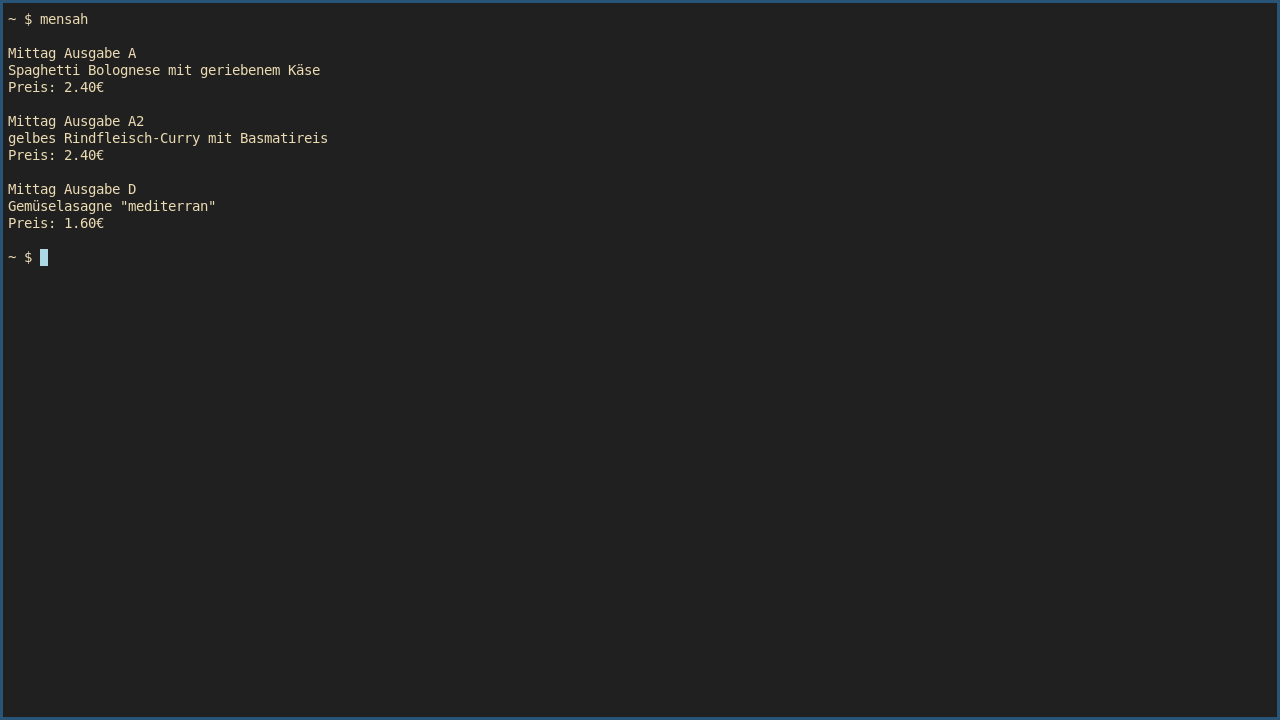 ~ $ mensah
Mittag Ausgabe A
Spaghetti Bolognese mit geriebenem Käse
Preis: 2.40€
Mittag Ausgabe A2
gelbes Rindfleisch-Curry mit Basmatireis
Preis: 2.40€
Mittag Ausgabe D
Gemüselasagne "mediterran"
Preis: 1.60€
~ $